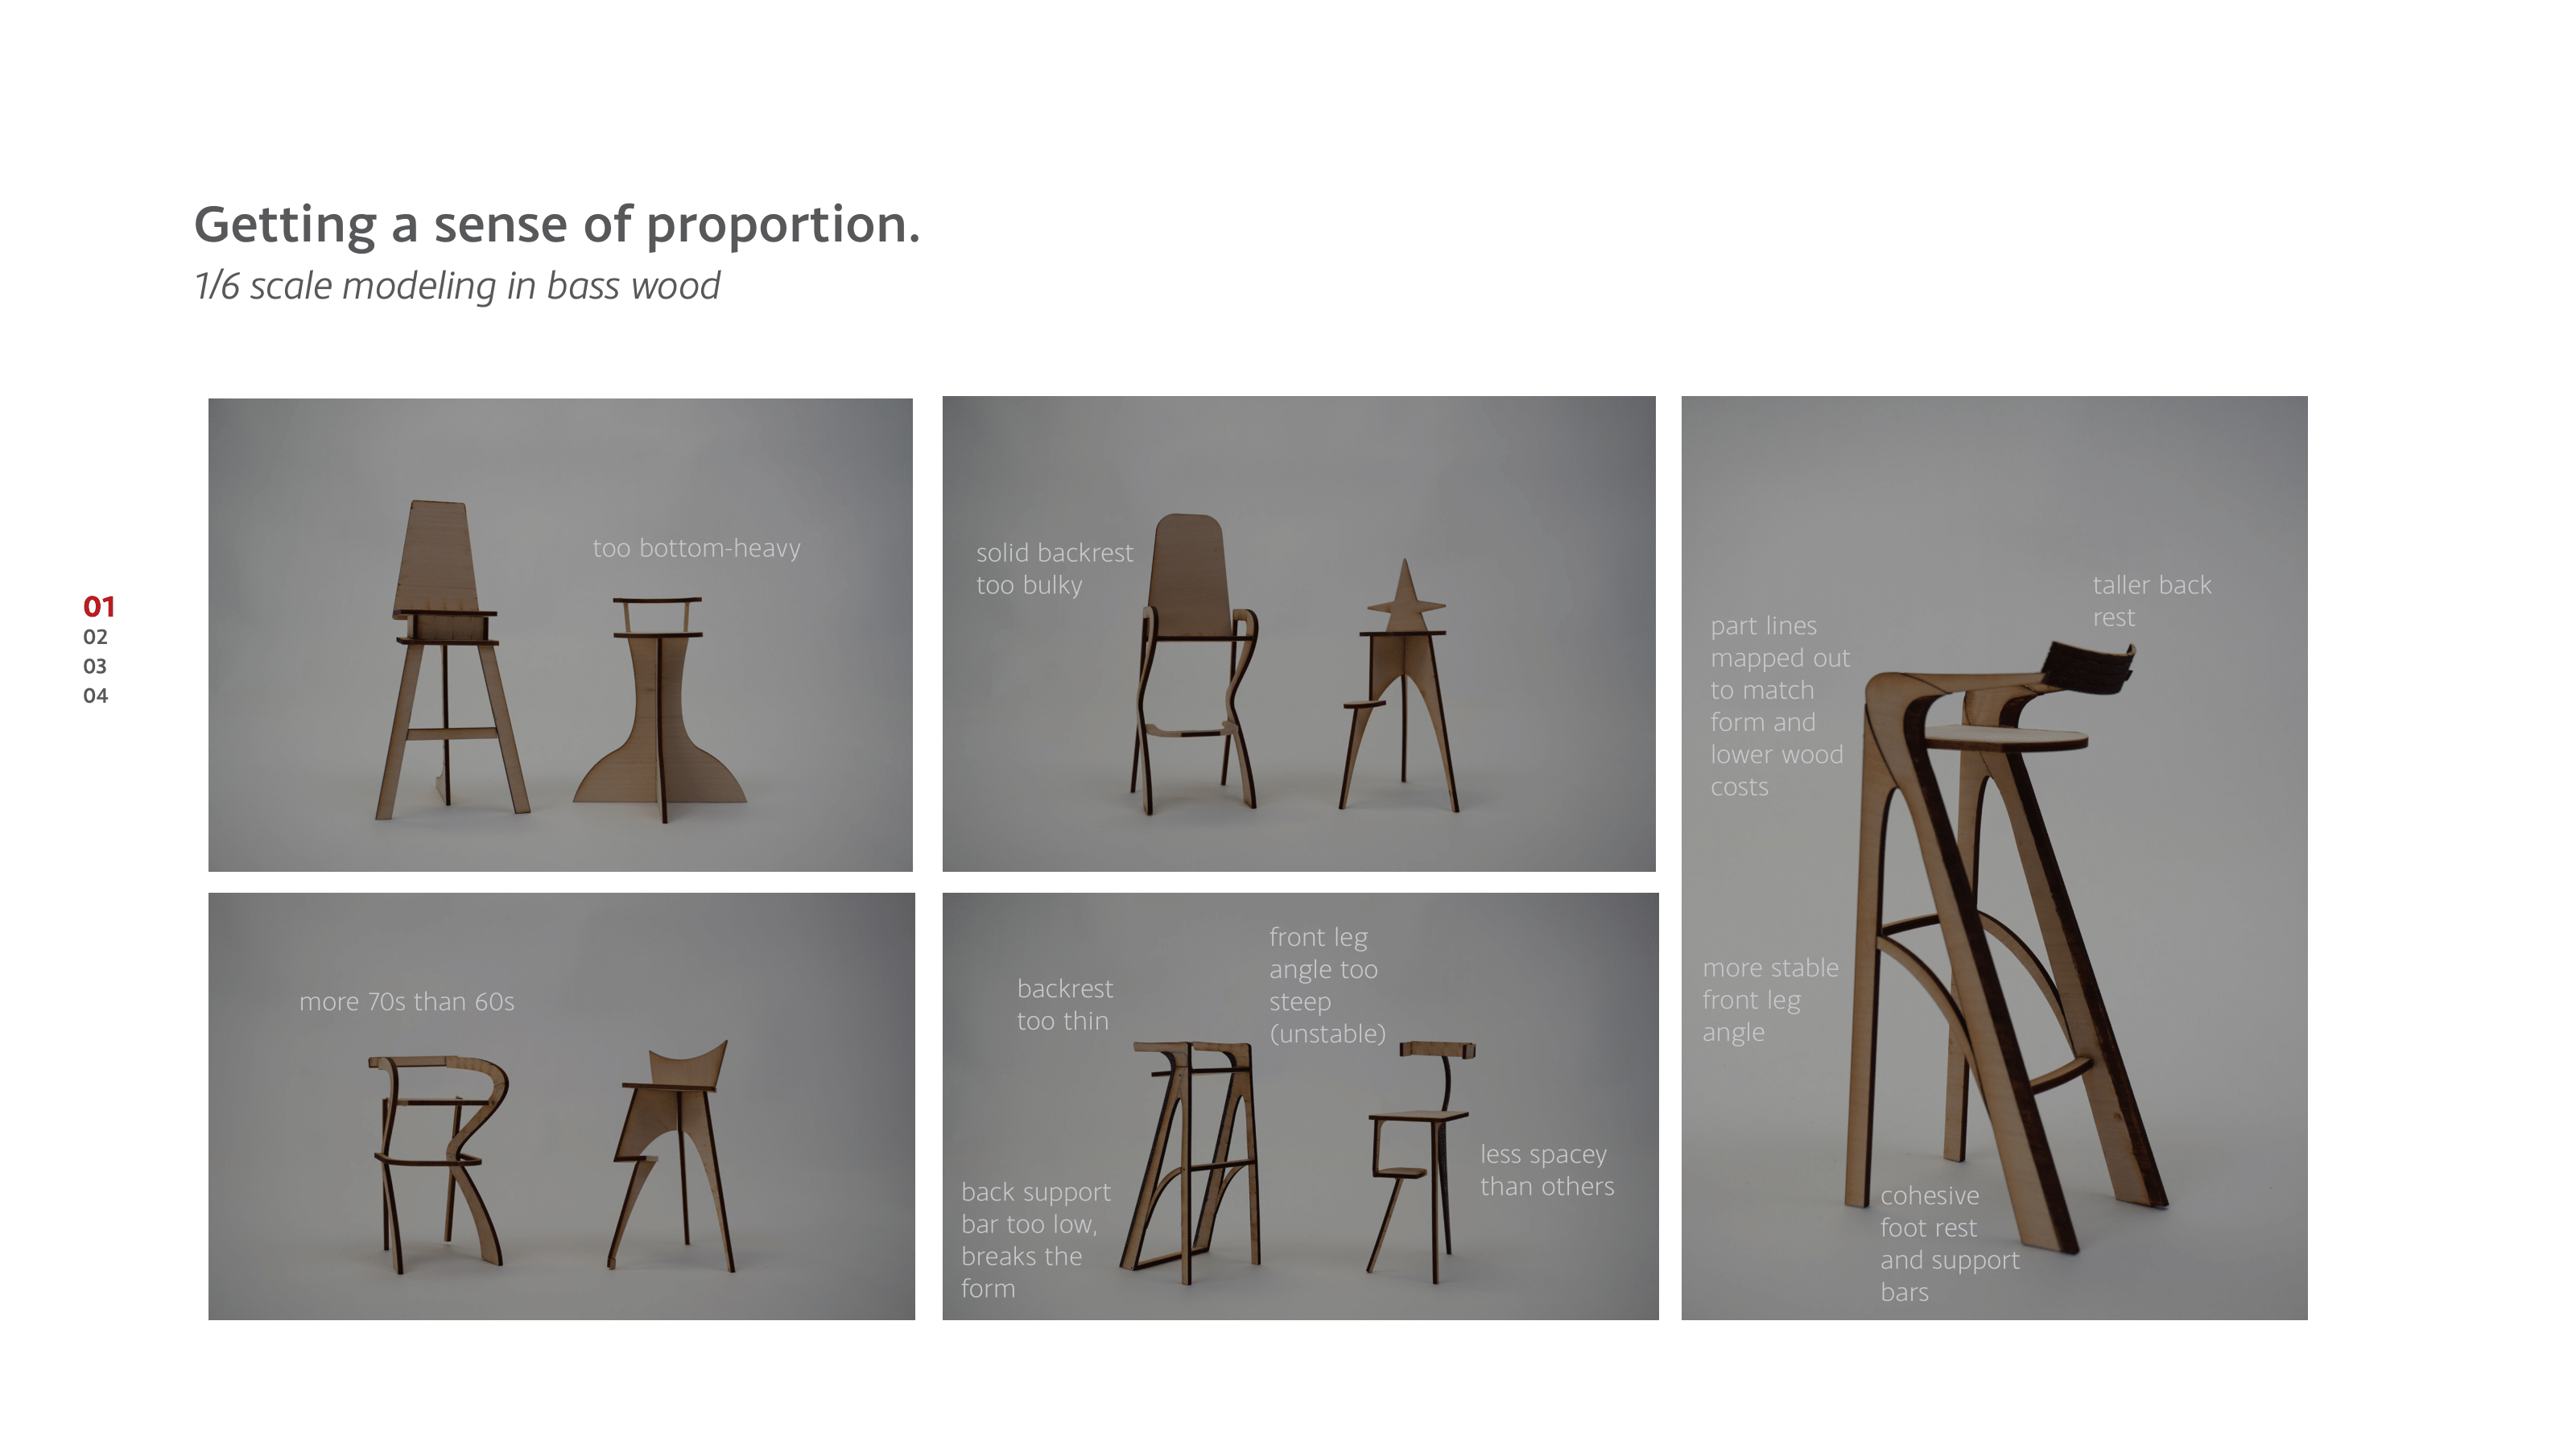 Getting a sense of proportion.
1/6 scale modeling in bass wood
01
02
03
04
too bottom-heavy
solid backrest
too bulky
more 70s than 60s
backrest
too thin
front leg
angle too
steep
(unstable)
back support
bar too low,
breaks the
form
less spacey
than others
taller back
rest
part lines
mapped out
to match
form and
lower wood
costs
more stable
front leg
angle
cohesive
foot rest
and support
bars